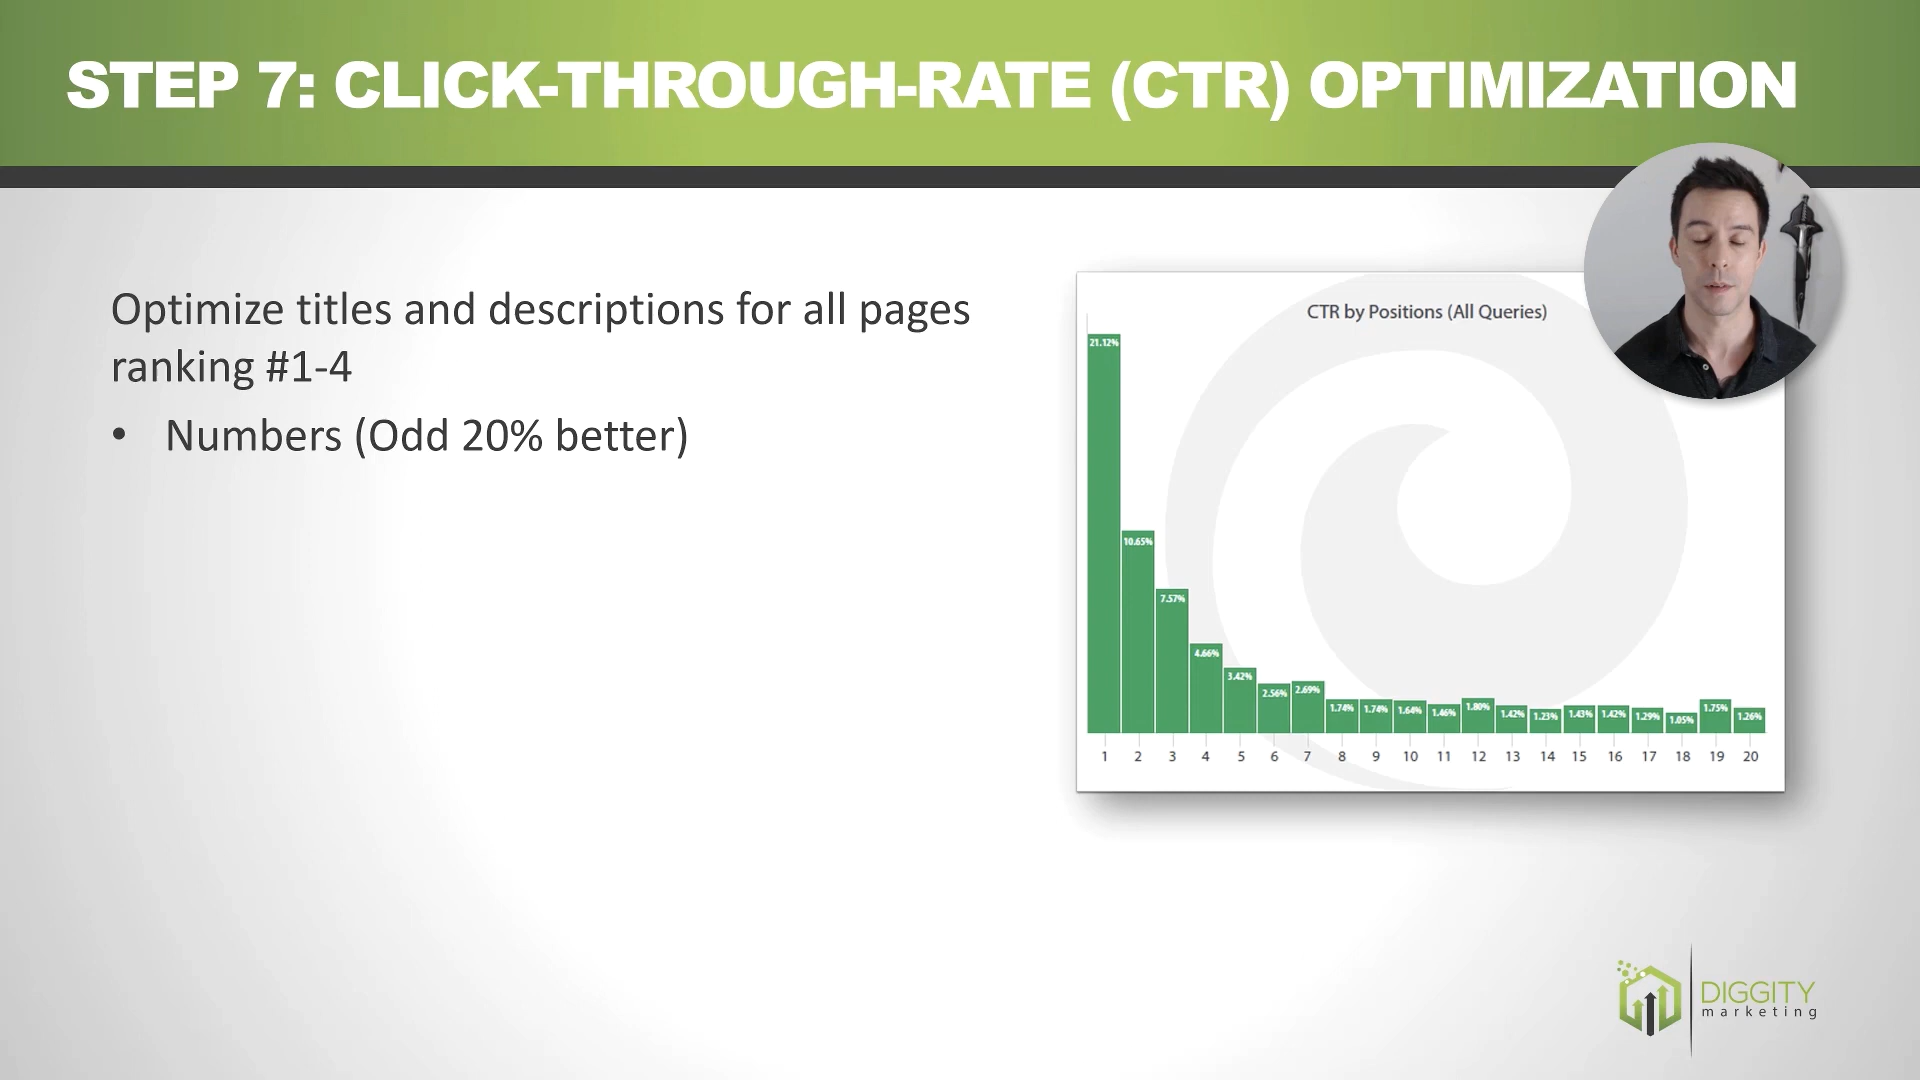 STEP 7: CLICK-THROUGH-RATE (CTR) OPTIMIZATION
Optimize titles and descriptions for all pages
ranking #1-4
• Numbers (Odd 20% better)
CTR by Positions (All Queries)
21.12%
10.65%
7.57%
4.66%
3.42%
2.56%
2.69%
1.74%
1.74%
1.64%
1.46%
1.80%
1.42%
1.23%
1.43%
1.42%
1.29%
1.05%
1.75%
1.26%
1 2 3 4 5 6 7 8 9 10 11 12 13 14 15 16 17 18 19 20
DIGGITY
marketing